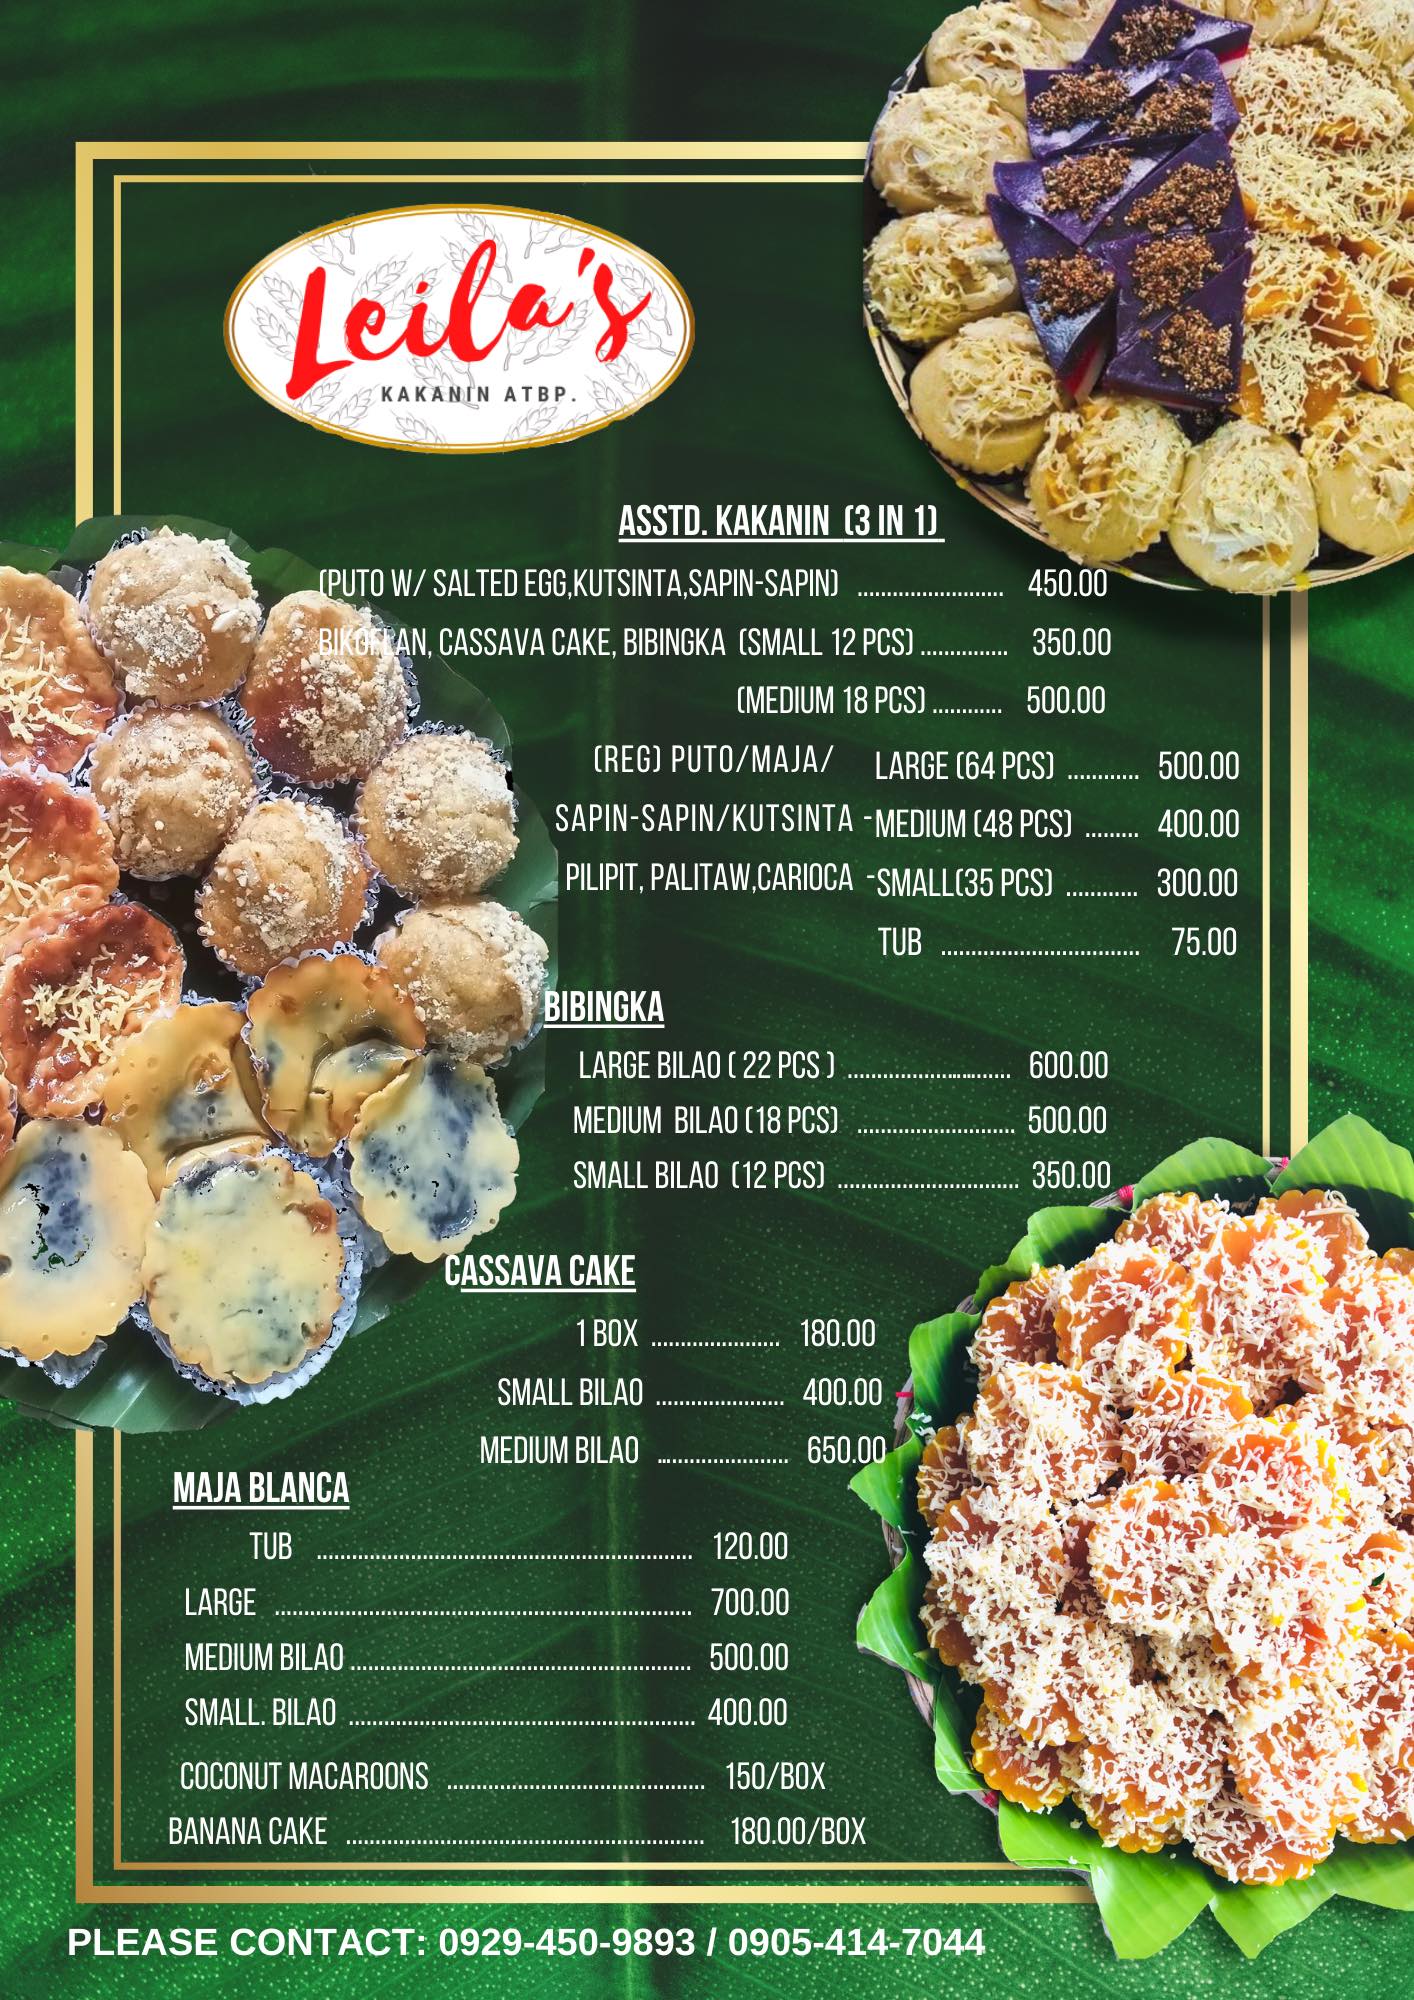 Leila's
KAKANIN ATBP.
ASSTD. KAKANIN (3 IN 1)
(PUTO W/ SALTED EGG,KUTSINTA,SAPIN-SAPIN) ......................... 450.00
BIKOFLAN, CASSAVA CAKE, BIBINGKA (SMALL 12 PCS) ............... 350.00
(MEDIUM 18 PCS) ............ 500.00
(REG) PUTO/MAJA/ LARGE (64 PCS) ............ 500.00
SAPIN-SAPIN/KUTSINTA -MEDIUM (48 PCS) ......... 400.00
PILIPIT, PALITAW,CARIOCA -SMALL(35 PCS) ............ 300.00
TUB .................................. 75.00
BIBINGKA
LARGE BILAO ( 22 PCS ) ............................ 600.00
MEDIUM BILAO (18 PCS) ........................... 500.00
SMALL BILAO (12 PCS) ............................... 350.00
CASSAVA CAKE
1 BOX ...................... 180.00
SMALL BILAO ...................... 400.00
MEDIUM BILAO ....................... 650.00
MAJA BLANCA
TUB ................................................................ 120.00
LARGE ....................................................................... 700.00
MEDIUM BILAO .......................................................... 500.00
SMALL. BILAO ........................................................... 400.00
COCONUT MACAROONS ............................................ 150/BOX
BANANA CAKE ............................................................. 180.00/BOX
PLEASE CONTACT: 0929-450-9893 / 0905-414-7044